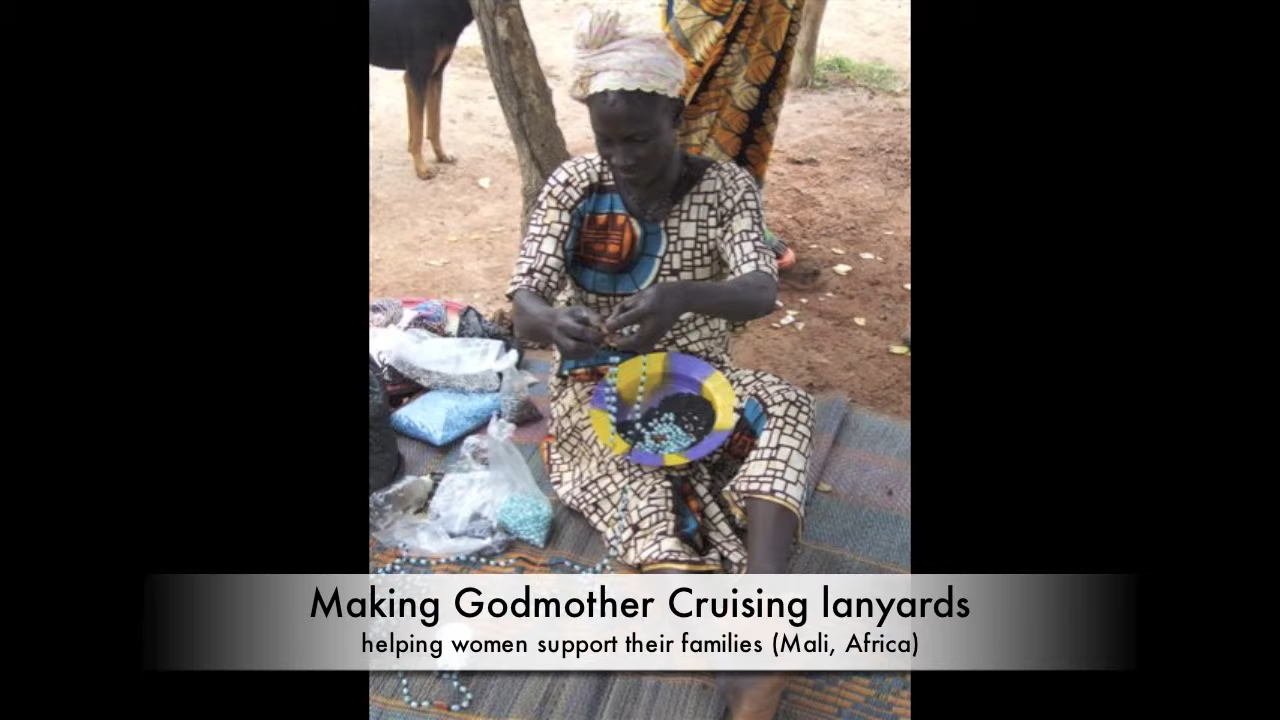 Making Godmother Cruising lanyards
helping women support their families (Mali, Africa)